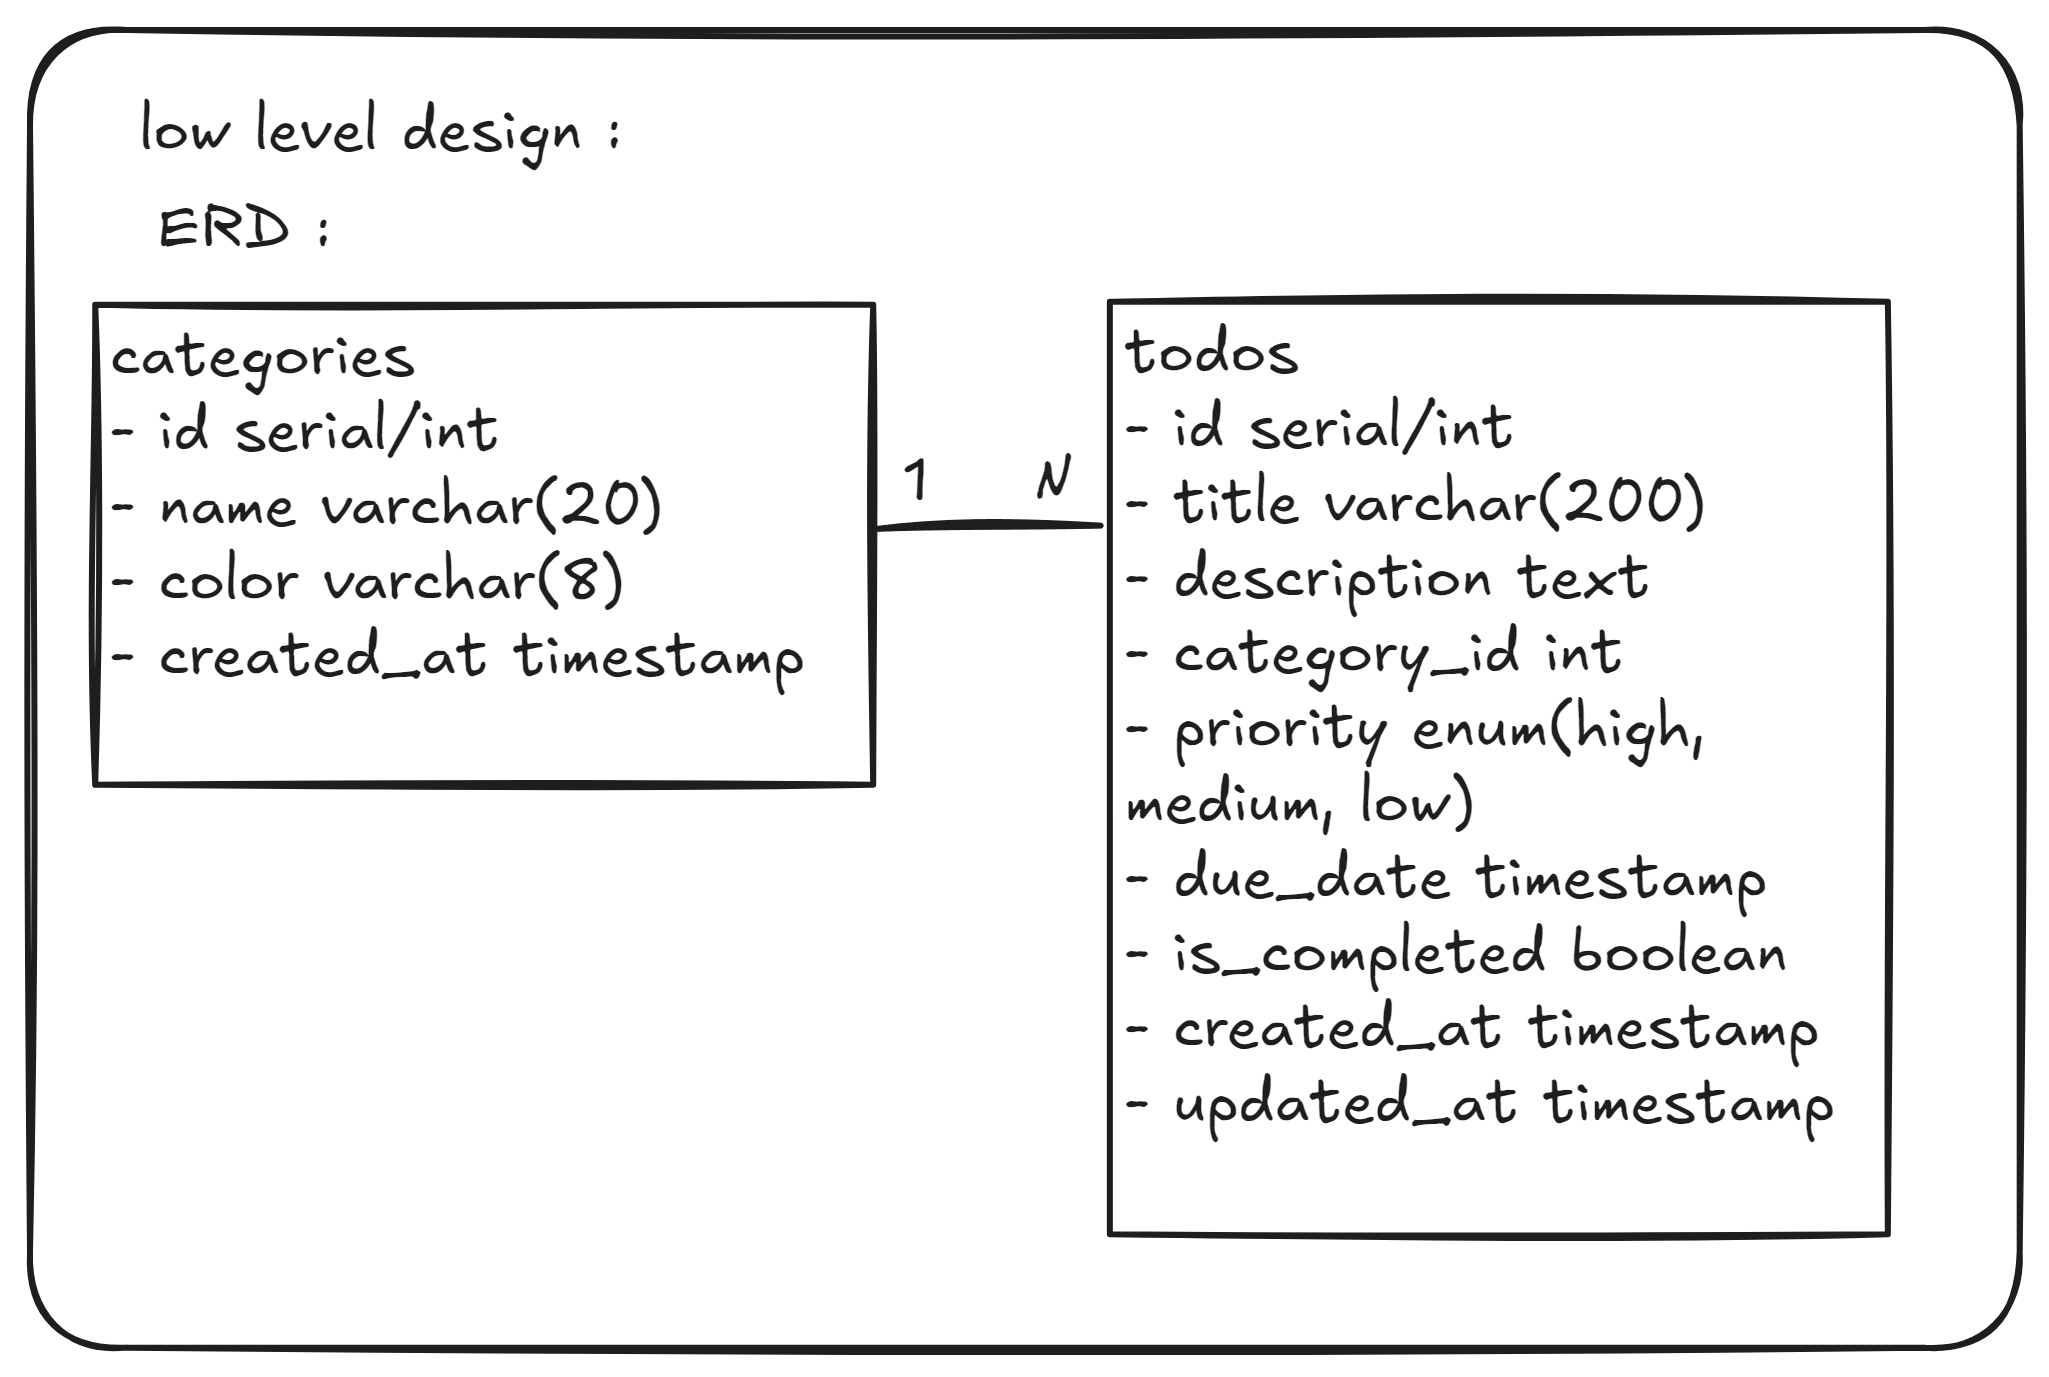 low level design :
ERD :
categories
- id serial/int
- name varchar(20)
- color varchar(8)
- created_at timestamp
1 N
todos
- id serial/int
- title varchar(200)
- description text
- category_id int
- priority enum(high,
medium, low)
- due_date timestamp
- is_completed boolean
- created_at timestamp
- updated_at timestamp